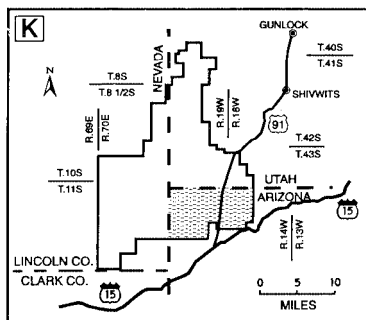 K
GUNLOCK
NEVADA
T.40S
T.41S
T.8S
T.8 1/2S
N
SHIVWITS
R.69E
R.70E
R.19W
R.18W
91
T.42S
T.43S
T.10S
T.11S
UTAH
ARIZONA
15
R.14W
R.13W
LINCOLN CO.
CLARK CO.
15
0 5 10
MILES